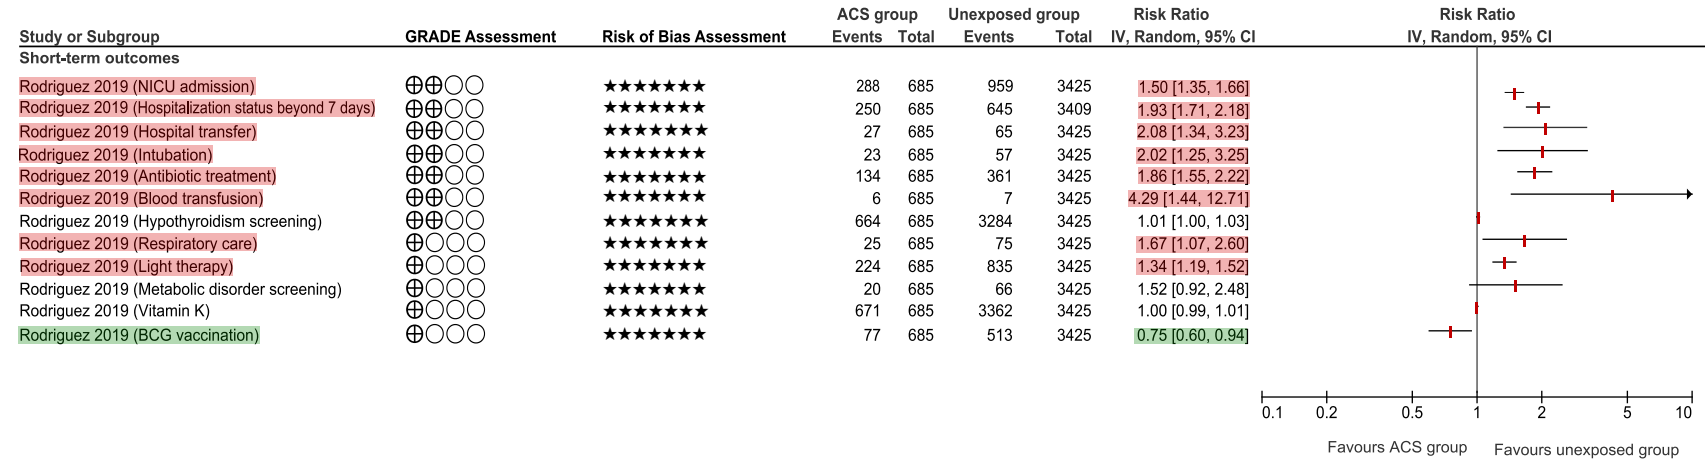 ACS group Unexposed group Risk Ratio Risk Ratio
Study or Subgroup GRADE Assessment Risk of Bias Assessment Events Total Events Total IV, Random, 95% CI IV, Random, 95% CI
Short-term outcomes
Rodriguez 2019 (NICU admission) ⊕⊕◯◯ ★★★★★★★ 288 685 959 3425 1.50 [1.35, 1.66]
Rodriguez 2019 (Hospitalization status beyond 7 days) ⊕⊕◯◯ ★★★★★★★ 250 685 645 3409 1.93 [1.71, 2.18]
Rodriguez 2019 (Hospital transfer) ⊕⊕◯◯ ★★★★★★★ 27 685 65 3425 2.08 [1.34, 3.23]
Rodriguez 2019 (Intubation) ⊕⊕◯◯ ★★★★★★★ 23 685 57 3425 2.02 [1.25, 3.25]
Rodriguez 2019 (Antibiotic treatment) ⊕⊕◯◯ ★★★★★★★ 134 685 361 3425 1.86 [1.55, 2.22]
Rodriguez 2019 (Blood transfusion) ⊕⊕◯◯ ★★★★★★★ 6 685 7 3425 4.29 [1.44, 12.71]
Rodriguez 2019 (Hypothyroidism screening) ⊕⊕◯◯ ★★★★★★★ 664 685 3284 3425 1.01 [1.00, 1.03]
Rodriguez 2019 (Respiratory care) ⊕◯◯◯ ★★★★★★★ 25 685 75 3425 1.67 [1.07, 2.60]
Rodriguez 2019 (Light therapy) ⊕◯◯◯ ★★★★★★★ 224 685 835 3425 1.34 [1.19, 1.52]
Rodriguez 2019 (Metabolic disorder screening) ⊕◯◯◯ ★★★★★★★ 20 685 66 3425 1.52 [0.92, 2.48]
Rodriguez 2019 (Vitamin K) ⊕◯◯◯ ★★★★★★★ 671 685 3362 3425 1.00 [0.99, 1.01]
Rodriguez 2019 (BCG vaccination) ⊕◯◯◯ ★★★★★★★ 77 685 513 3425 0.75 [0.60, 0.94]
0.1 0.2 0.5 1 2 5 10
Favours ACS group Favours unexposed group